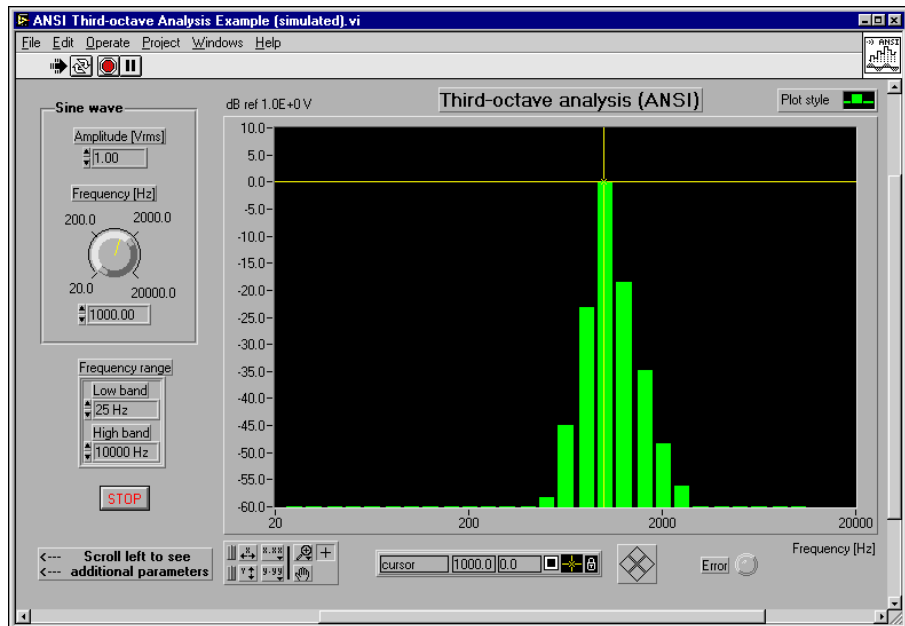 ANSI Third-octave Analysis Example (simulated).vi
File Edit Operate Project Windows Help
ANSI
Sine wave
Amplitude [Vrms]
1.00
Frequency [Hz]
200.0 2000.0
20.0 20000.0
1000.00
Frequency range
Low band
25 Hz
High band
10000 Hz
STOP
<--- Scroll left to see
<--- additional parameters
dB ref 1.0E+0 V
Third-octave analysis (ANSI)
Plot style
10.0
5.0
0.0
-5.0
-10.0
-15.0
-20.0
-25.0
-30.0
-35.0
-40.0
-45.0
-50.0
-55.0
-60.0
20 200 2000 20000
Frequency [Hz]
X X.XX
Y Y.YY
cursor 1000.0 0.0
Error